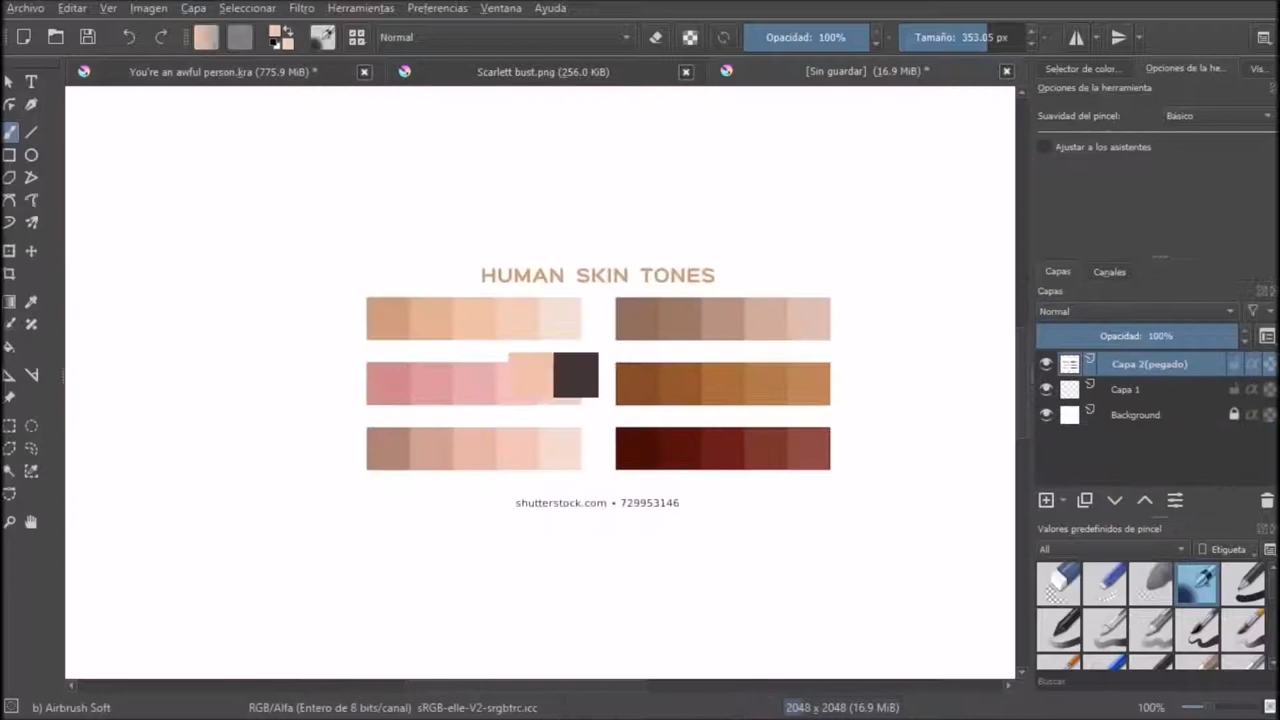 Archivo Editar Ver Imagen Capa Seleccionar Filtro Herramientas Preferencias Ventana Ayuda
Normal Opacidad: 100% Tamaño: 353.05 px
You're an awful person.kra (775.9 MiB) * Scarlett bust.png (256.0 KiB) [Sin guardar] (16.9 MiB) * Selector de color... Opciones de la he... Vis...
Opciones de la herramienta
Suavidad del pincel: Básico
Ajustar a los asistentes
HUMAN SKIN TONES
shutterstock.com • 729953146
Capas Canales
Capas
Normal
Opacidad: 100%
Capa 2(pegado)
Capa 1
Background
Valores predefinidos de pincel
All Etiqueta
Buscar
b) Airbrush Soft RGB/Alfa (Entero de 8 bits/canal) sRGB-elle-V2-srgbtrc.icc 2048 x 2048 (16.9 MiB) 100%